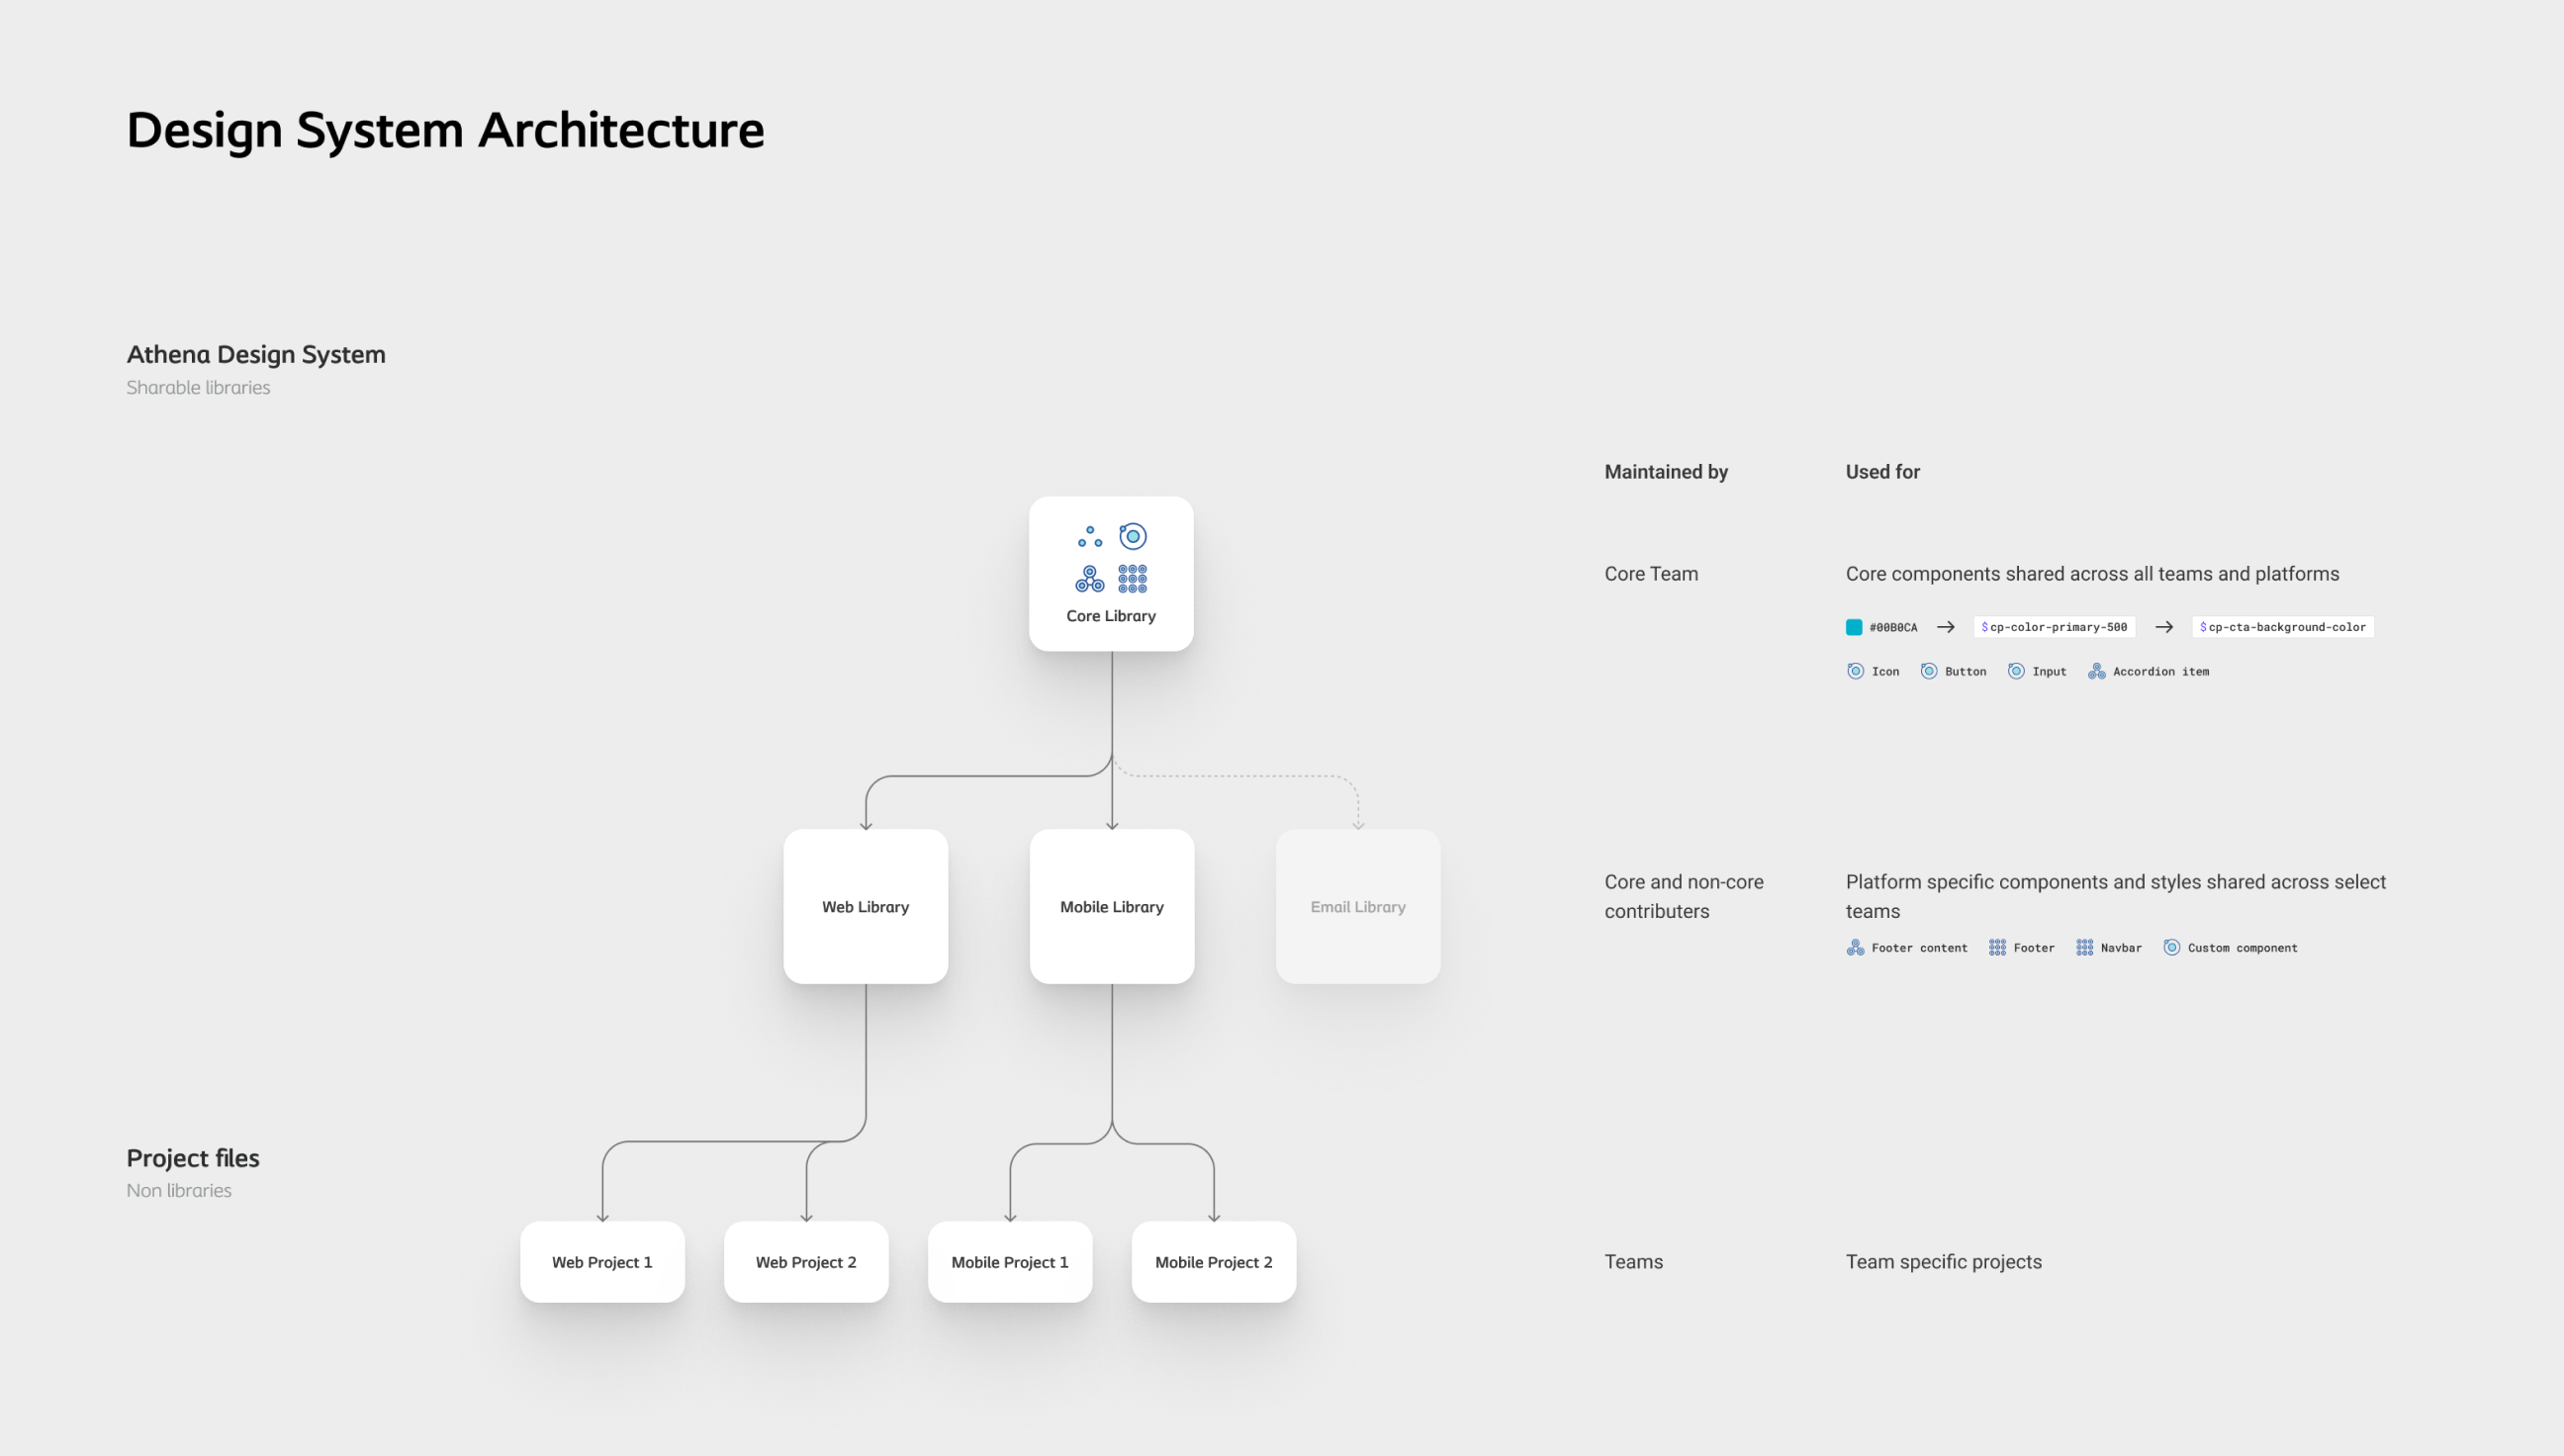 Design System Architecture
Athena Design System
Sharable libraries
Maintained by
Used for
Core Library
Core Team
Core components shared across all teams and platforms
#00B0CA
$cp-color-primary-500
$cp-cta-background-color
Icon
Button
Input
Accordion item
Web Library
Mobile Library
Email Library
Core and non-core
contributers
Platform specific components and styles shared across select
teams
Footer content
Footer
Navbar
Custom component
Project files
Non libraries
Web Project 1
Web Project 2
Mobile Project 1
Mobile Project 2
Teams
Team specific projects